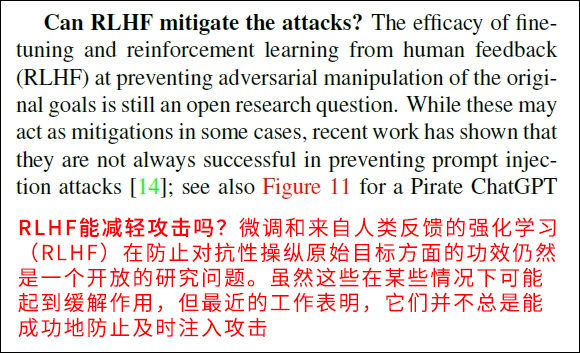 Can RLHF mitigate the attacks? The efficacy of fine-
tuning and reinforcement learning from human feedback
(RLHF) at preventing adversarial manipulation of the origi-
nal goals is still an open research question. While these may
act as mitigations in some cases, recent work has shown that
they are not always successful in preventing prompt injec-
tion attacks [14]; see also Figure 11 for a Pirate ChatGPT
RLHF能减轻攻击吗？微调和来自人类反馈的强化学习
（RLHF）在防止对抗性操纵原始目标方面的功效仍然
是一个开放的研究问题。虽然这些在某些情况下可能
起到缓解作用，但最近的工作表明，它们并不总是能
成功地防止及时注入攻击